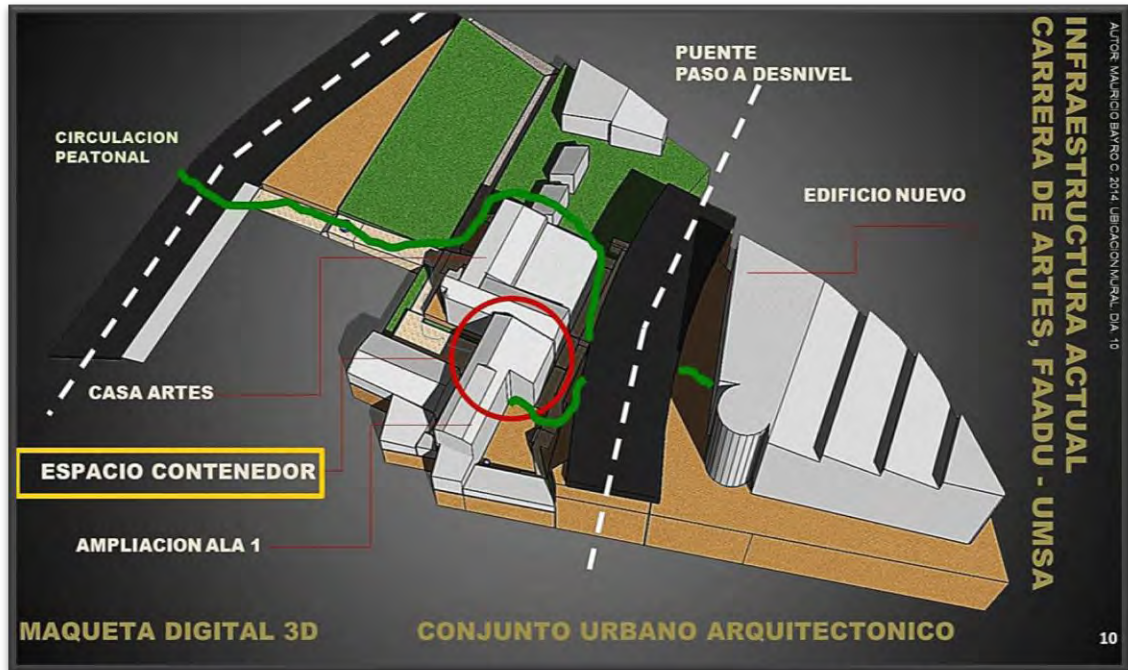 PUENTE
PASO A DESNIVEL
CIRCULACION
PEATONAL
EDIFICIO NUEVO
CASA ARTES
ESPACIO CONTENEDOR
AMPLIACION ALA 1
MAQUETA DIGITAL 3D
CONJUNTO URBANO ARQUITECTONICO
10
INFRAESTRUCTURA ACTUAL
CARRERA DE ARTES, FAADU - UMSA
AUTOR: MAURICIO BAYRO C. 2014. UBICACION MURAL. DIA. 10